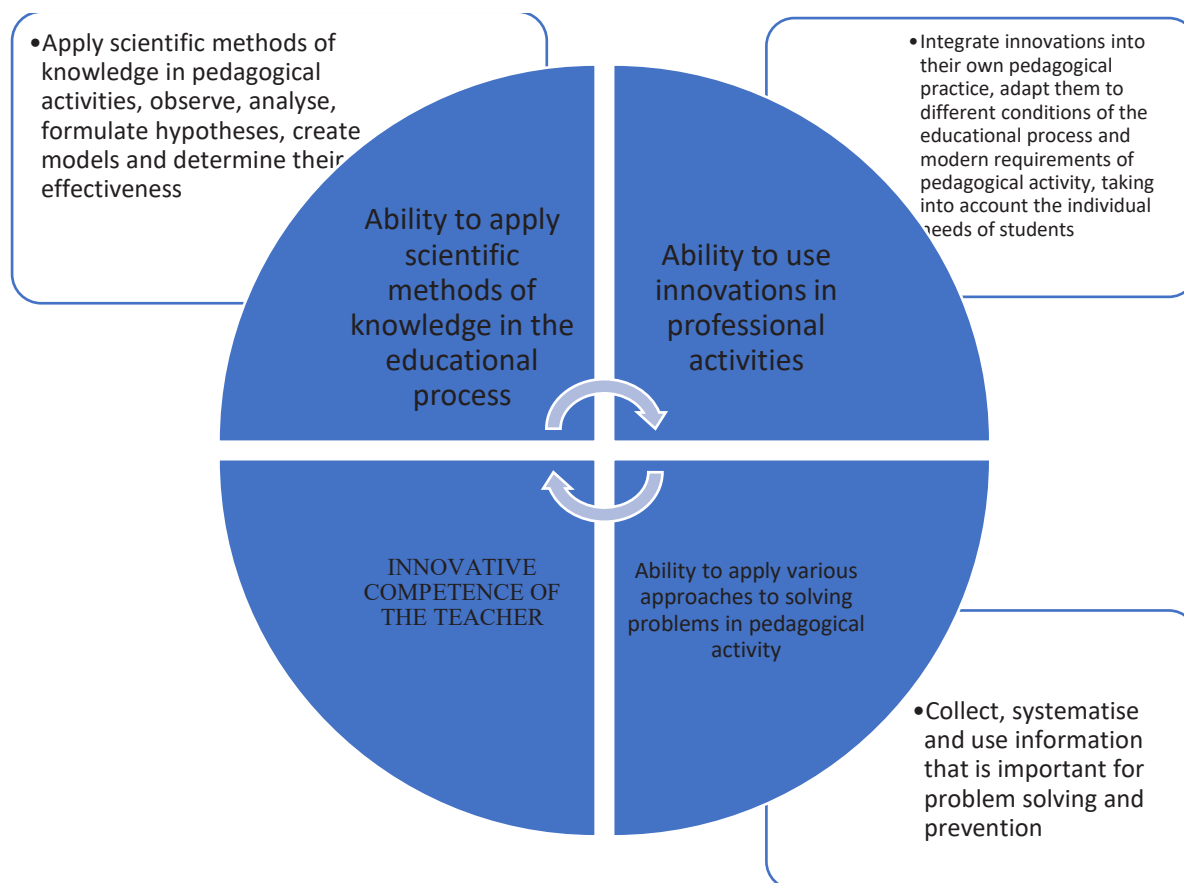 •Apply scientific methods of
knowledge in pedagogical
activities, observe, analyse,
formulate hypotheses, create
models and determine their
effectiveness
•Integrate innovations into
their own pedagogical
practice, adapt them to
different conditions of the
educational process and
modern requirements of
pedagogical activity, taking
into account the individual
needs of students
Ability to apply
scientific
methods of
knowledge in the
educational
process
Ability to use
innovations in
professional
activities
INNOVATIVE
COMPETENCE OF
THE TEACHER
Ability to apply various
approaches to solving
problems in pedagogical
activity
•Collect, systematise
and use information
that is important for
problem solving and
prevention